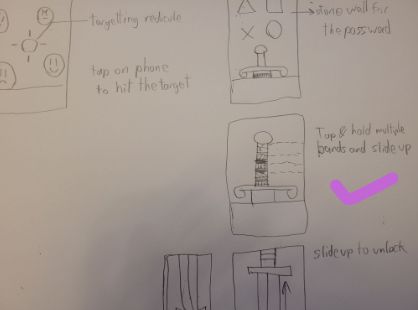 targetting redicule
tap on phone
to hit the target
stone wall for
the password
Tap & hold multiple
bands and slide up
slide up to unlock